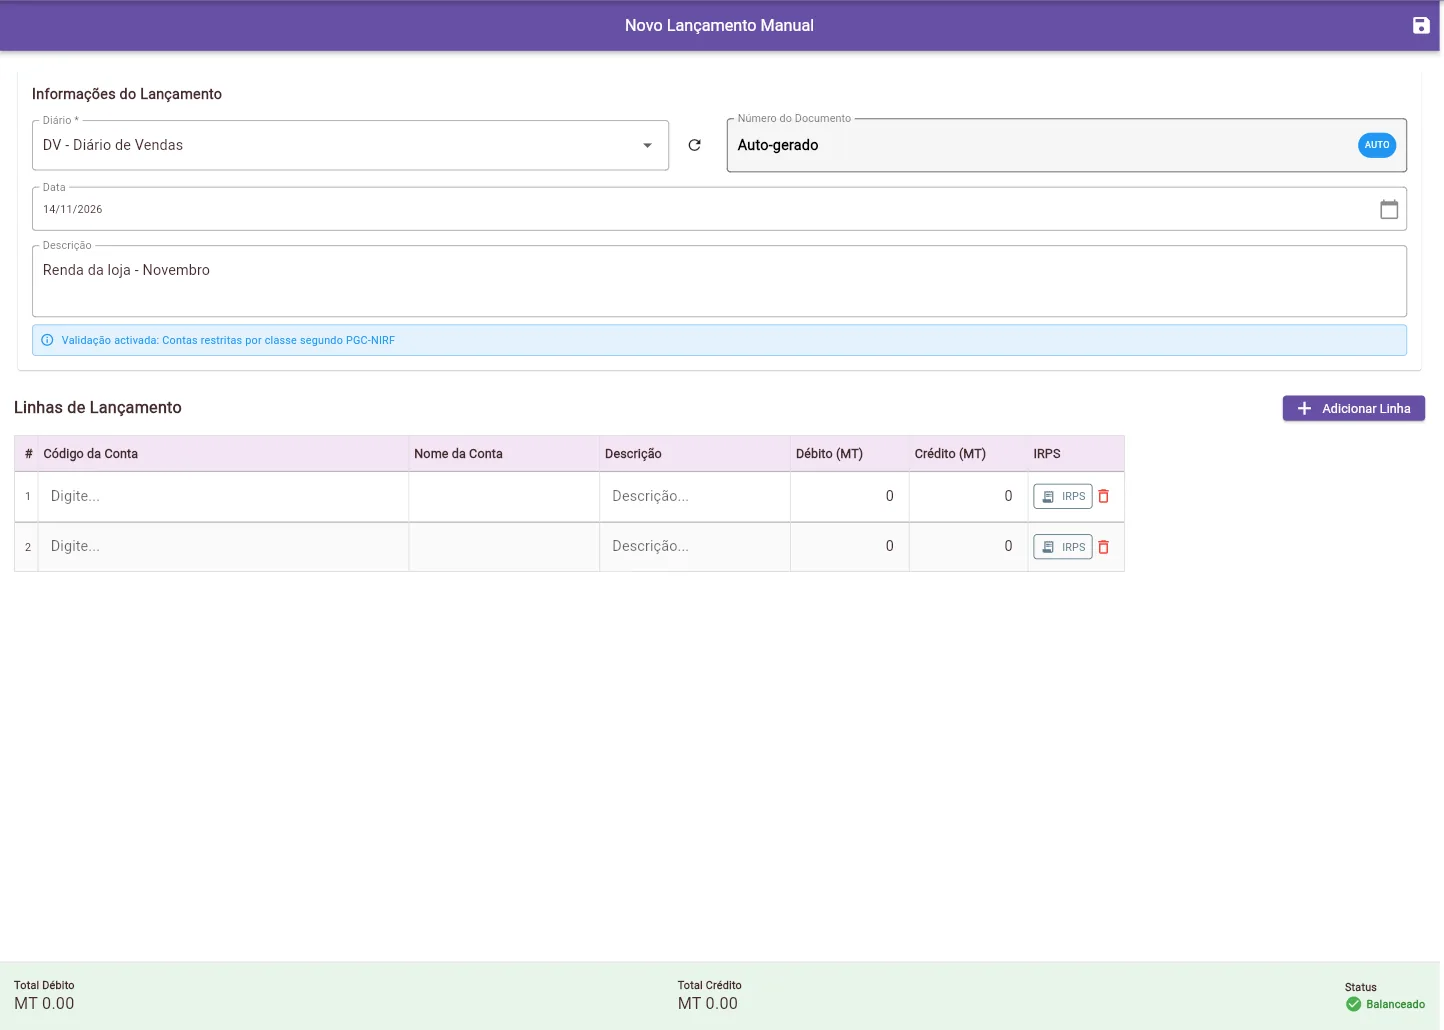 Novo Lançamento Manual
Informações do Lançamento
Diário *
DV - Diário de Vendas
Número do Documento
Auto-gerado
AUTO
Data
14/11/2026
Descrição
Renda da loja - Novembro
Validação activada: Contas restritas por classe segundo PGC-NIRF
Linhas de Lançamento
Adicionar Linha
# Código da Conta Nome da Conta Descrição Débito (MT) Crédito (MT) IRPS
1 Digite... Descrição... 0 0 IRPS
2 Digite... Descrição... 0 0 IRPS
Total Débito
MT 0.00
Total Crédito
MT 0.00
Status
Balanceado